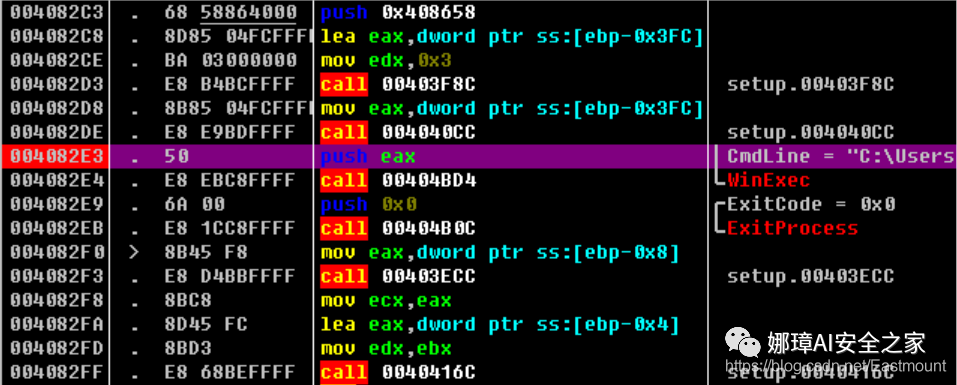 004082C3 . 68 58864000 push 0x408658
004082C8 . 8D85 04FCFFFF lea eax,dword ptr ss:[ebp-0x3FC]
004082CE . BA 03000000 mov edx,0x3
004082D3 . E8 B4BCFFFF call 00403F8C setup.00403F8C
004082D8 . 8B85 04FCFFFF mov eax,dword ptr ss:[ebp-0x3FC]
004082DE . E8 E9BDFFFF call 004040CC setup.004040CC
004082E3 . 50 push eax CmdLine = "C:\Users
004082E4 . E8 EBC8FFFF call 00404BD4 WinExec
004082E9 . 6A 00 push 0x0 ExitCode = 0x0
004082EB . E8 1CC8FFFF call 00404B0C ExitProcess
004082F0 > 8B45 F8 mov eax,dword ptr ss:[ebp-0x8]
004082F3 . E8 D4BBFFFF call 00403ECC setup.00403ECC
004082F8 . 8BC8 mov ecx,eax
004082FA . 8D45 FC lea eax,dword ptr ss:[ebp-0x4]
004082FD . 8BD3 mov edx,ebx
004082FF . E8 68BEFFFF call 0040416C setup.0040416C
娜璋AI安全之家
https://blog.csdn.net/Eastmount